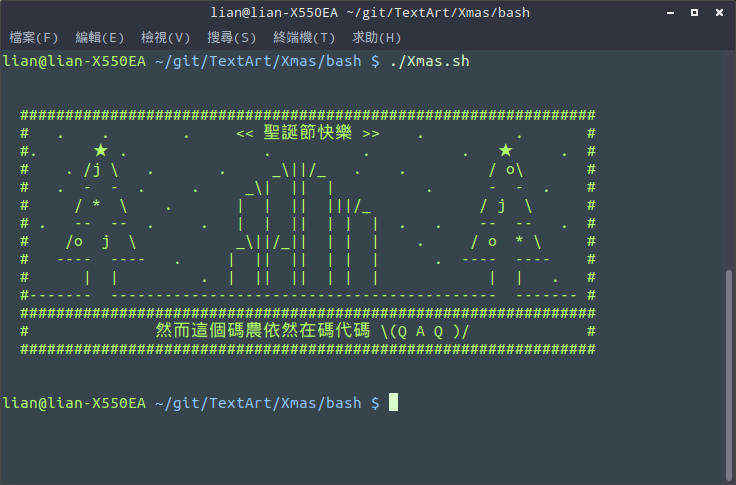 lian@lian-X550EA ~/git/TextArt/Xmas/bash
檔案(F) 編輯(E) 檢視(V) 搜尋(S) 終端機(T) 求助(H)
lian@lian-X550EA ~/git/TextArt/Xmas/bash $ ./Xmas.sh
################################################################
#   .    .        .     << 聖誕節快樂 >>    .          .       #
#.      ★ .               .          .          .   ★     .  #
#    . /j \   .       .     _\||/_   .    .         / o\       #
#   .  -  -  .     .     _\|  ||  |          .      -  -  .    #
#     / *  \    .       |  |  ||  |||/_            / j  \      #
# .   --  --  .     .   |  |  ||  | |  |  .   .    --  --   .  #
#    /o  j  \           _\||/_||  | |  |    .     / o  * \     #
#   ----  ----   .     |  ||  ||  | |  |      .  ----  ----    #
#      |  |         .  |  ||  ||  | |  |            |  |   .   #
#-------  -------------------------------------------  ------- #
################################################################
#              然而這個碼農依然在碼代碼 \(Q A Q )/             #
################################################################
lian@lian-X550EA ~/git/TextArt/Xmas/bash $